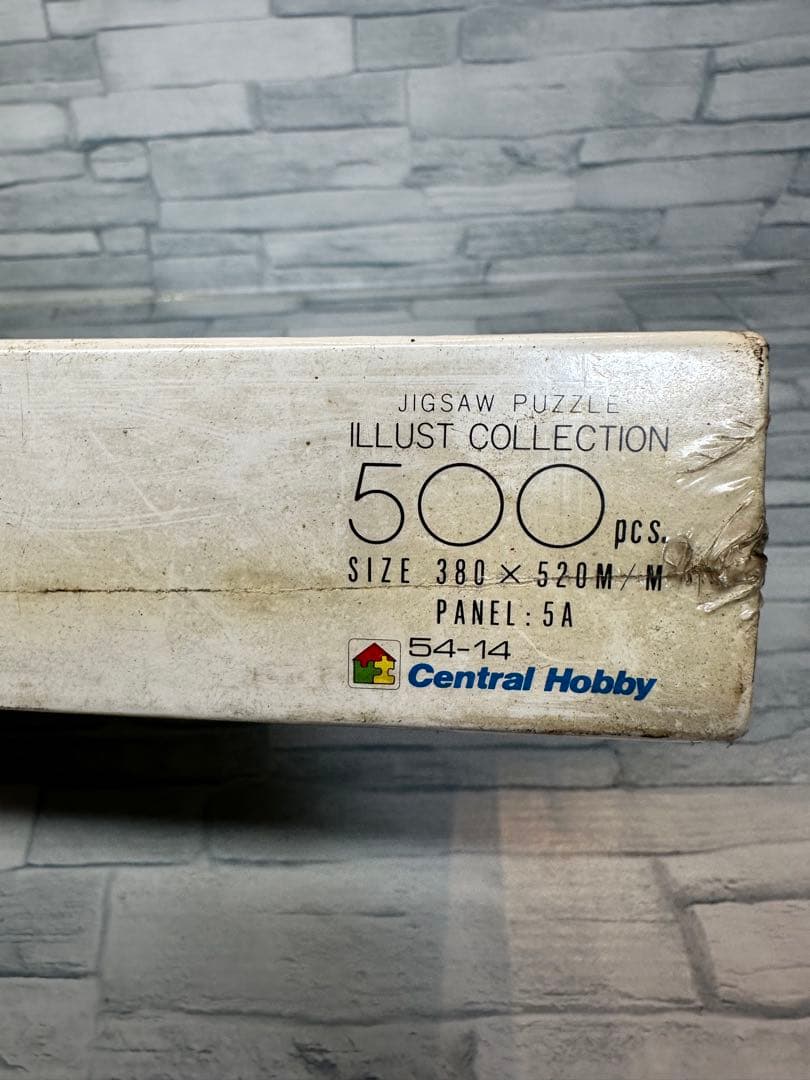 JIGSAW PUZZLE
ILLUST COLLECTION
500 pcs.
SIZE 380×520M/M
PANEL:5A
54-14
Central Hobby